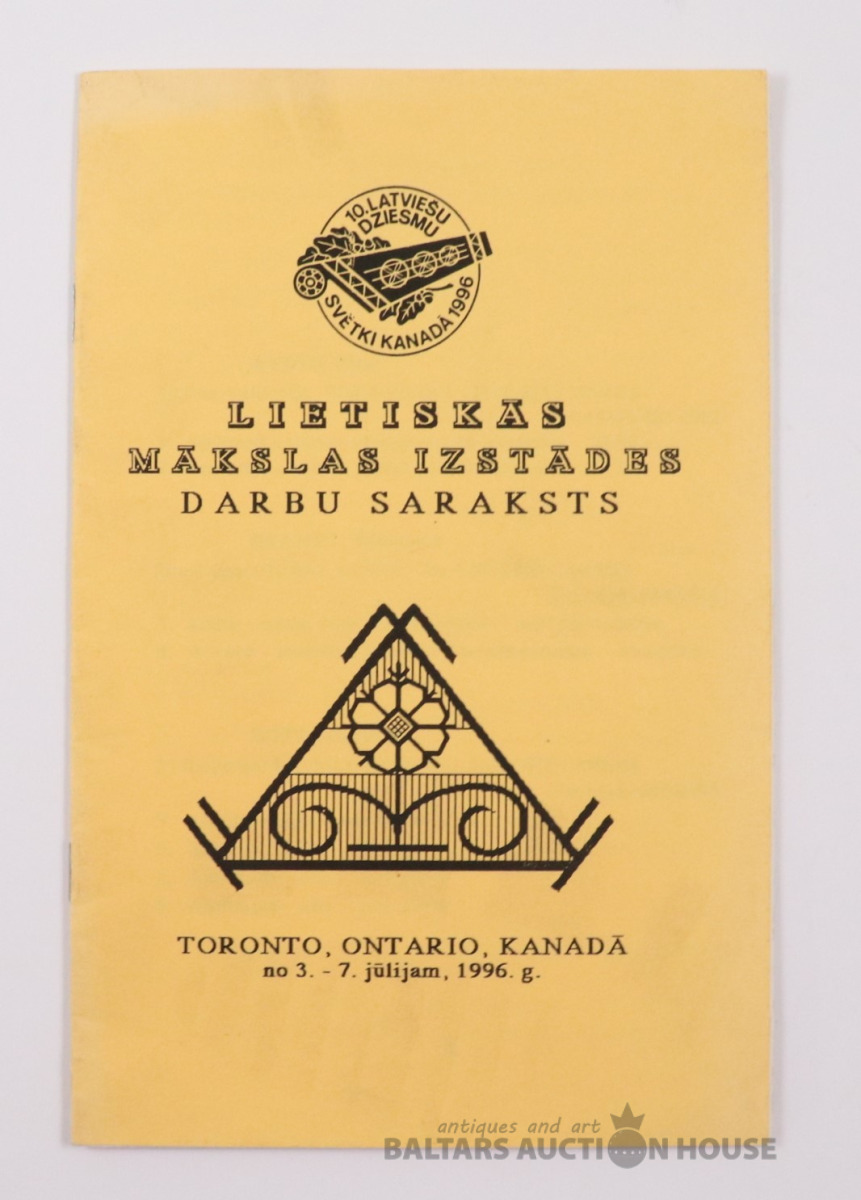 10. LATVIEŠU
DZIESMU
SVĒTKI KANADĀ 1996
LIETISKĀS
MĀKSLAS IZSTĀDES
DARBU SARAKSTS
TORONTO, ONTARIO, KANADĀ
no 3. - 7. jūlijam, 1996. g.
antiques and art
BALTARS AUCTION HOUSE